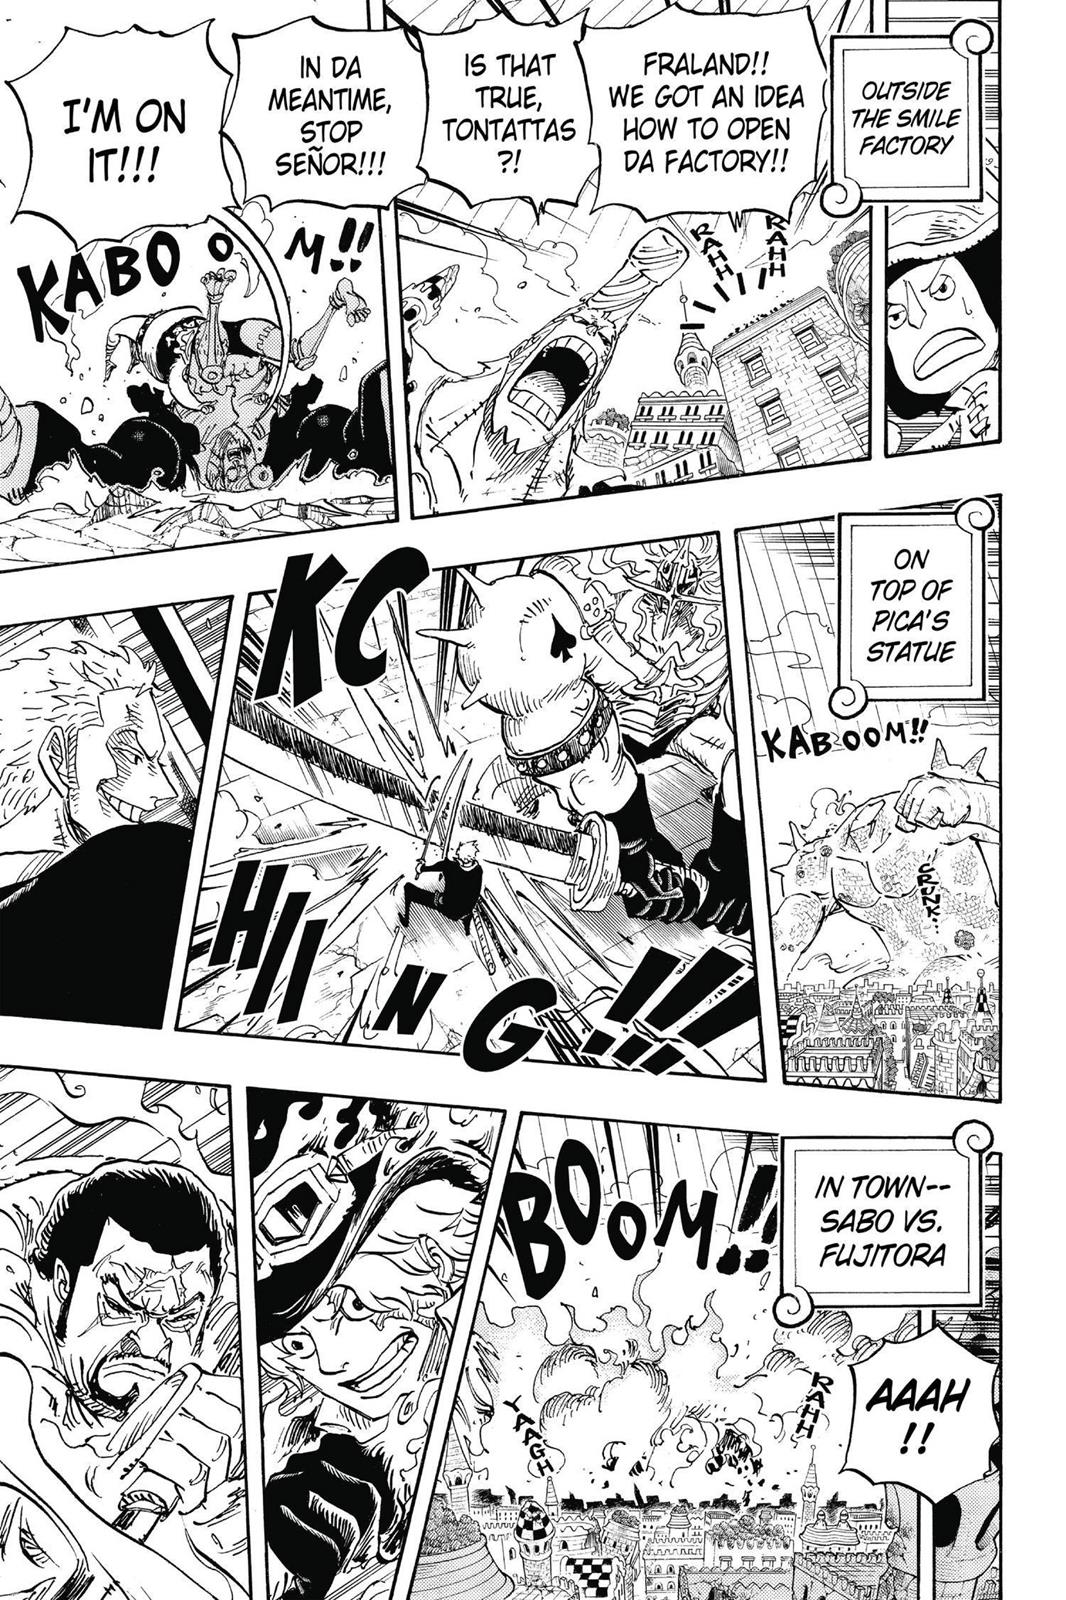 OUTSIDE
THE SMILE
FACTORY
FRALAND!!
WE GOT AN IDEA
HOW TO OPEN
DA FACTORY!!
IS THAT
TRUE,
TONTATTAS
?!
RAHH
RAHH
IN DA
MEANTIME,
STOP
SEÑOR!!!
I'M ON
IT!!!
KABOOM!!
ON
TOP OF
PICA'S
STATUE
KABOOM!!
CRUNK...
KCHIIING!!!
IN TOWN--
SABO VS.
FUJITORA
AAAH
!!
BOOM!!
RAHH
YAAGH